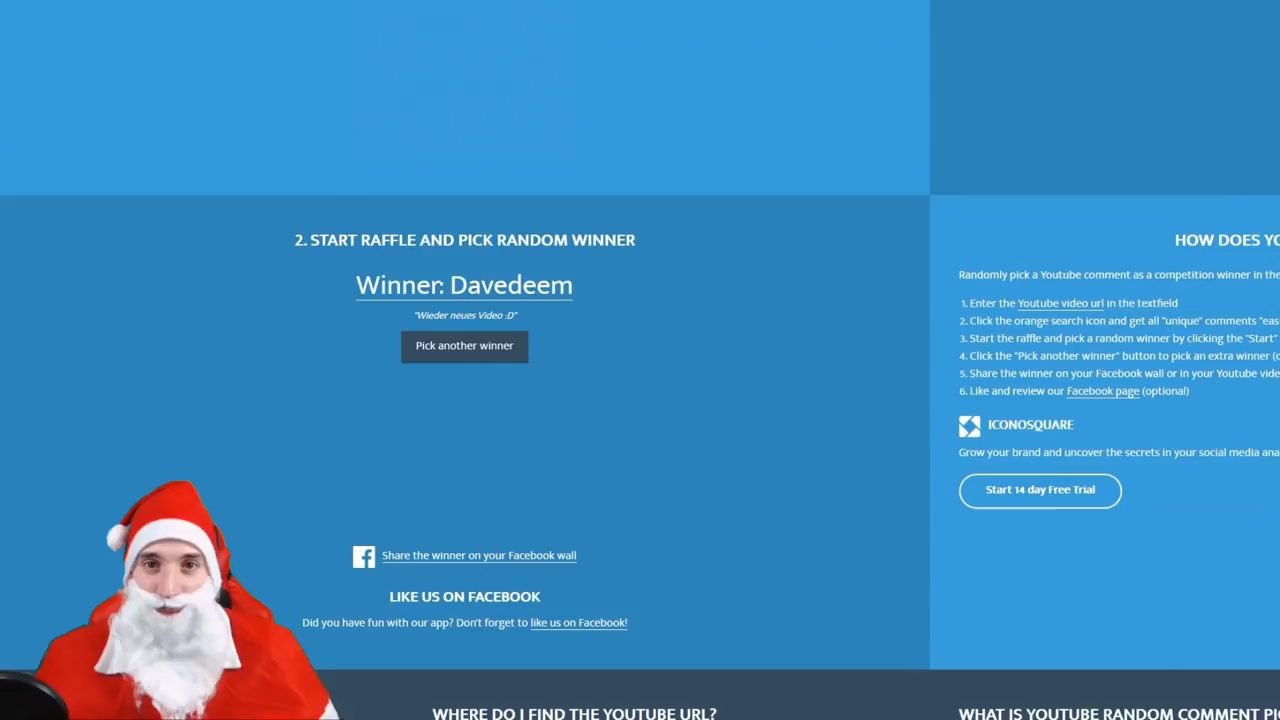 2. START RAFFLE AND PICK RANDOM WINNER
Winner: Davedeem
"Wieder neues Video :D"
Pick another winner
Share the winner on your Facebook wall
LIKE US ON FACEBOOK
Did you have fun with our app? Don't forget to like us on Facebook!
WHERE DO I FIND THE YOUTUBE URL?
HOW DOES YO
Randomly pick a Youtube comment as a competition winner in the
1. Enter the Youtube video url in the textfield
2. Click the orange search icon and get all "unique" comments "eas
3. Start the raffle and pick a random winner by clicking the "Start"
4. Click the "Pick another winner" button to pick an extra winner (o
5. Share the winner on your Facebook wall or in your Youtube vide
6. Like and review our Facebook page (optional)
ICONOSQUARE
Grow your brand and uncover the secrets in your social media ana
Start 14 day Free Trial
WHAT IS YOUTUBE RANDOM COMMENT PI